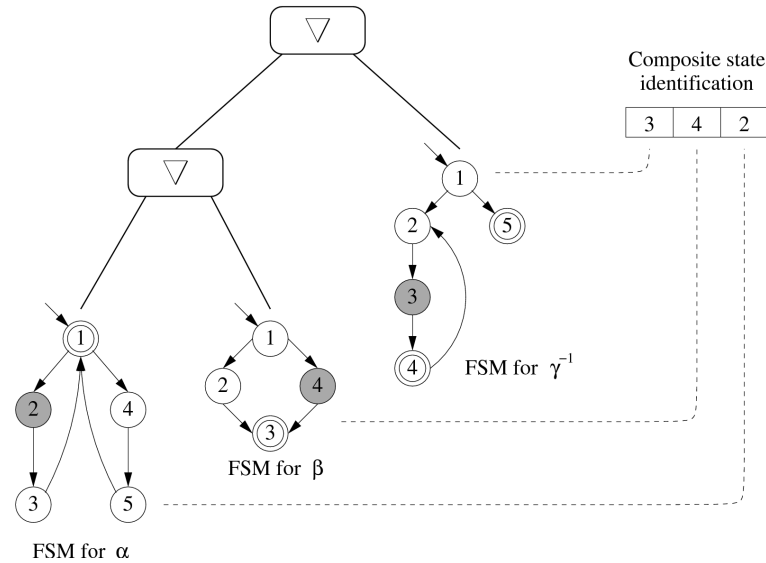 ▽
Composite state
identification
3 4 2
▽
1
2 5
3
4
FSM for γ⁻¹
1
2 4
3
FSM for β
1
2 4
3 5
FSM for α